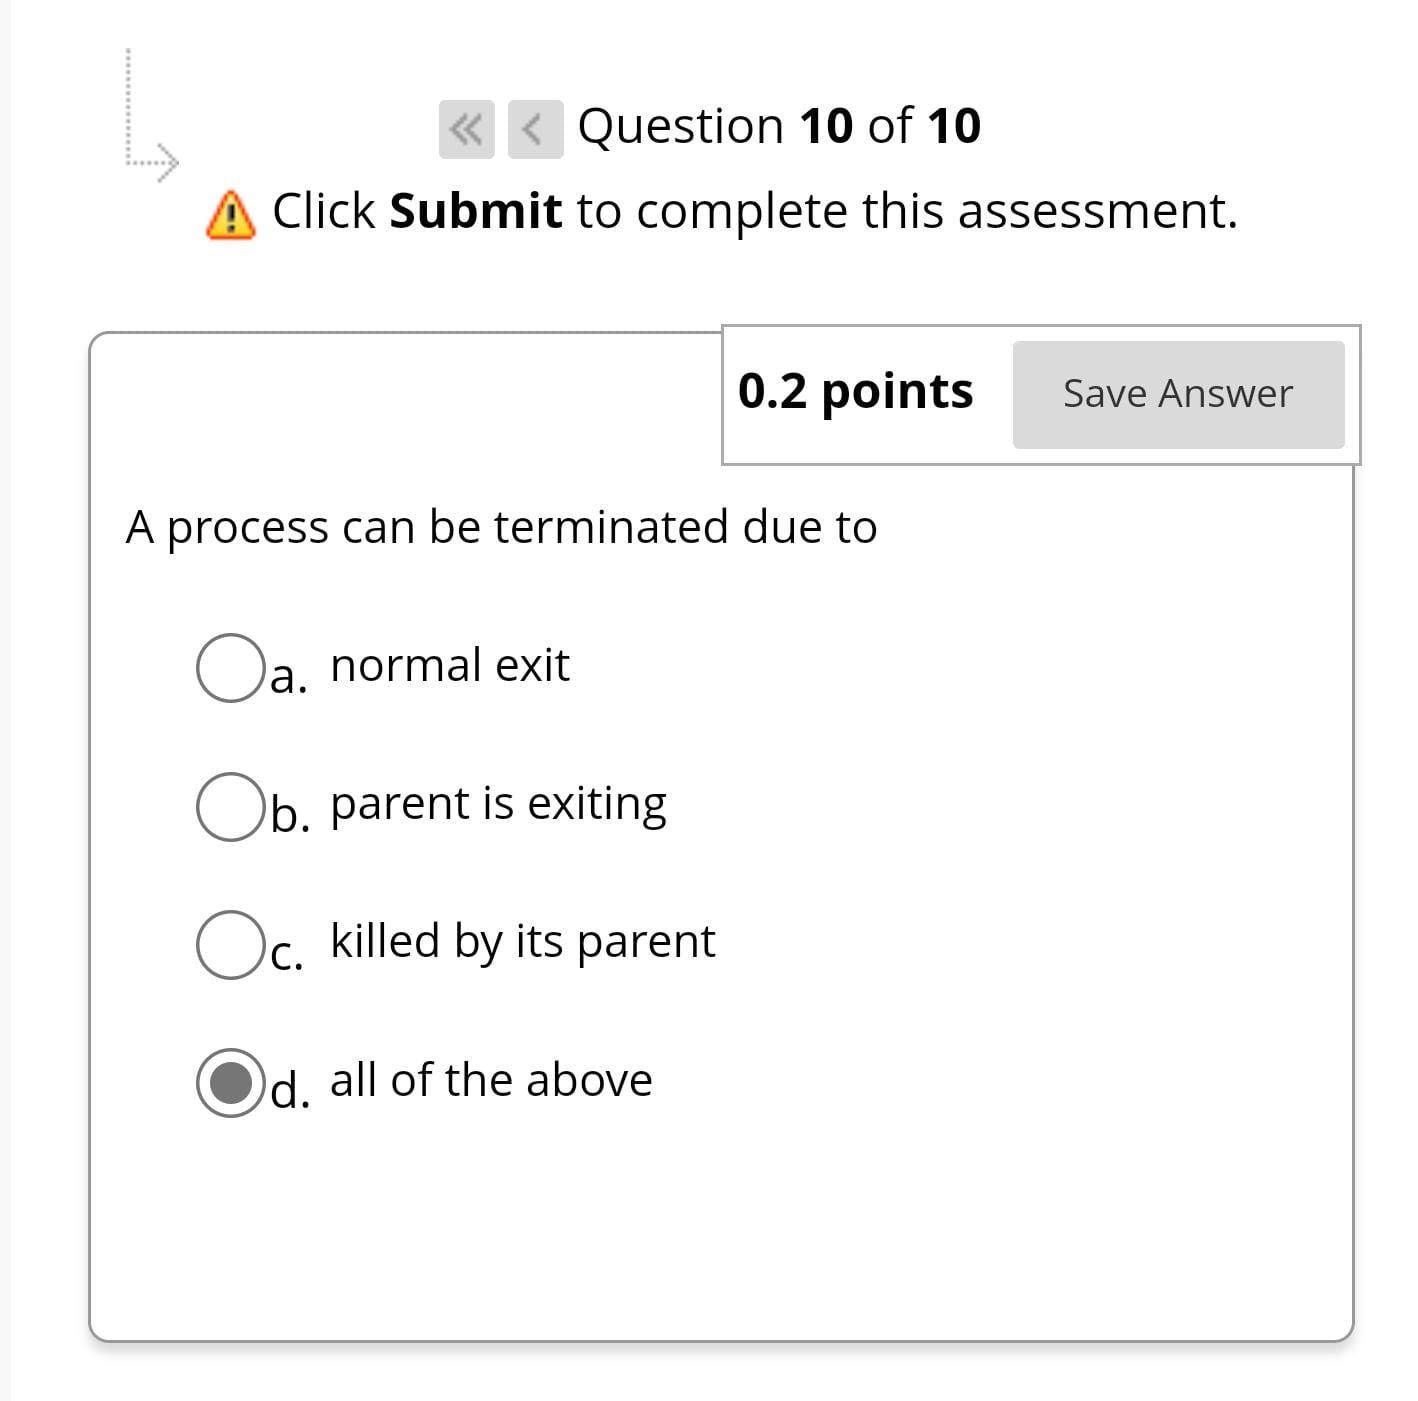 Question 10 of 10
Click Submit to complete this assessment.
0.2 points Save Answer
A process can be terminated due to
a. normal exit
b. parent is exiting
c. killed by its parent
d. all of the above